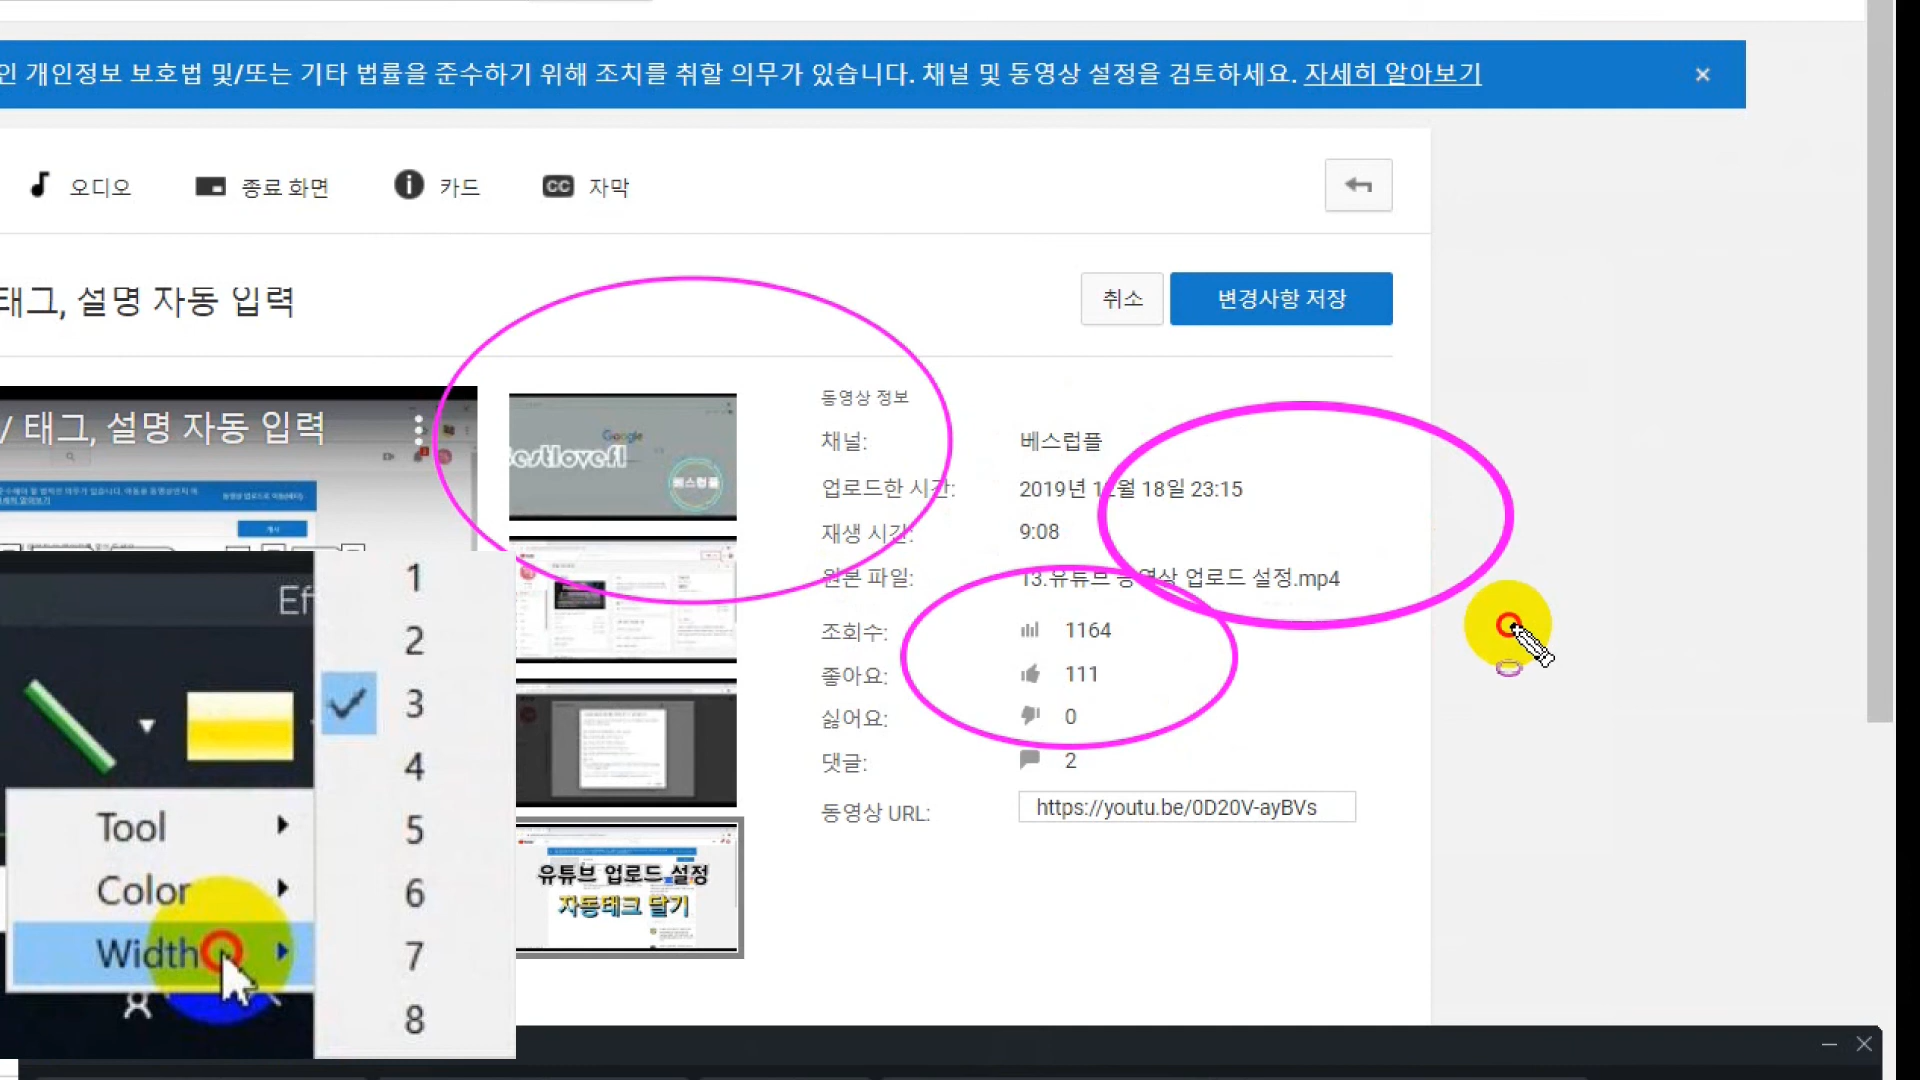 인 개인정보 보호법 및/또는 기타 법률을 준수하기 위해 조치를 취할 의무가 있습니다. 채널 및 동영상 설정을 검토하세요. 자세히 알아보기
오디오
종료 화면
카드
CC
자막
태그, 설명 자동 입력
취소
변경사항 저장
/ 태그, 설명 자동 입력
Google
Bestlovefl
베스럽플
유튜브 업로드 설정
자동태크 달기
동영상 정보
채널: 베스럽플
업로드한 시간: 2019년 12월 18일 23:15
재생 시간: 9:08
원본 파일: 13.유튜브 동영상 업로드 설정.mp4
조회수: 1164
좋아요: 111
싫어요: 0
댓글: 2
동영상 URL: https://youtu.be/0D20V-ayBVs
Ef
Tool
Color
Width
1
2
3
4
5
6
7
8